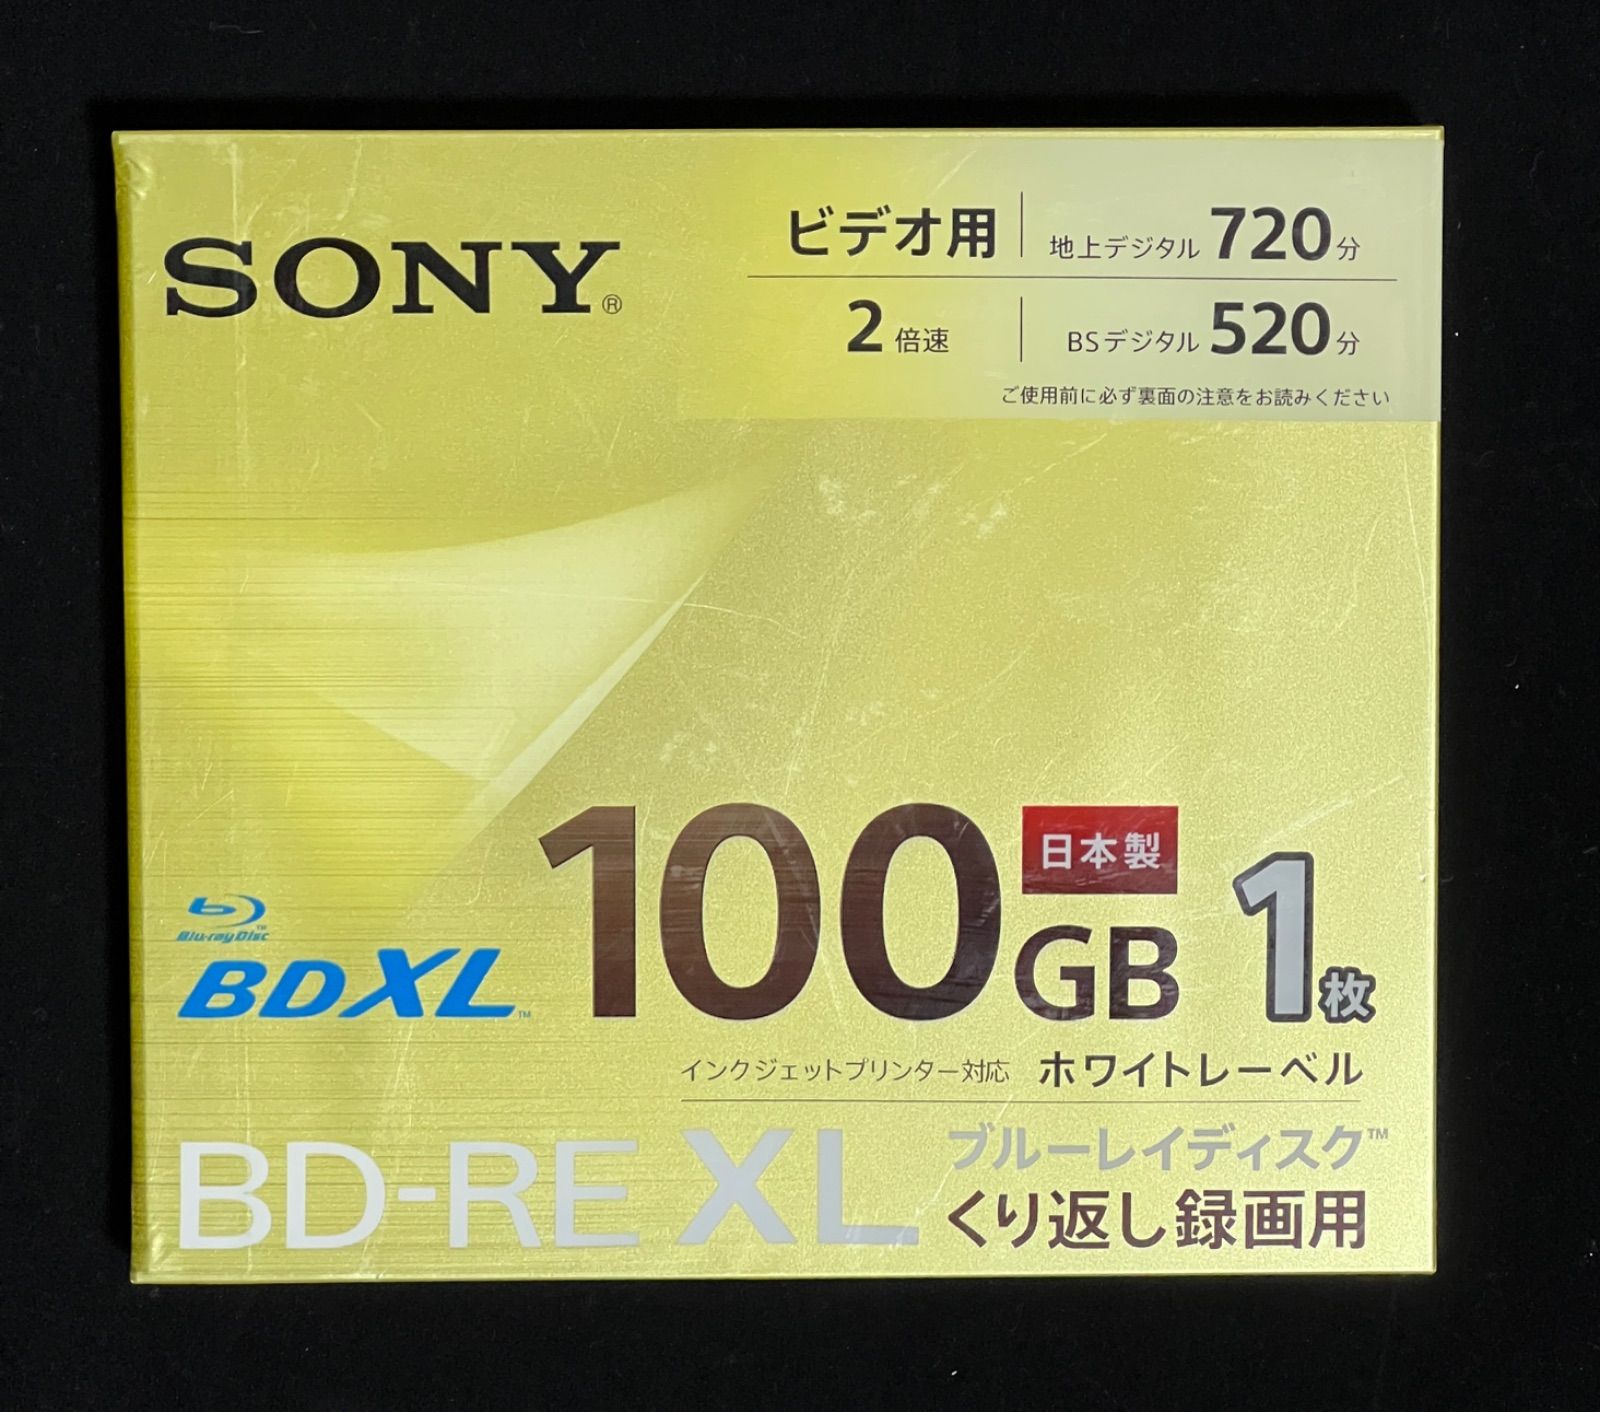 SONY®
ビデオ用 地上デジタル 720分
2倍速 BSデジタル 520分
ご使用前に必ず裏面の注意をお読みください
Blu-ray Disc™
BDXL™
100GB
日本製
1枚
インクジェットプリンター対応 ホワイトレーベル
BD-RE XL
ブルーレイディスク™
くり返し録画用